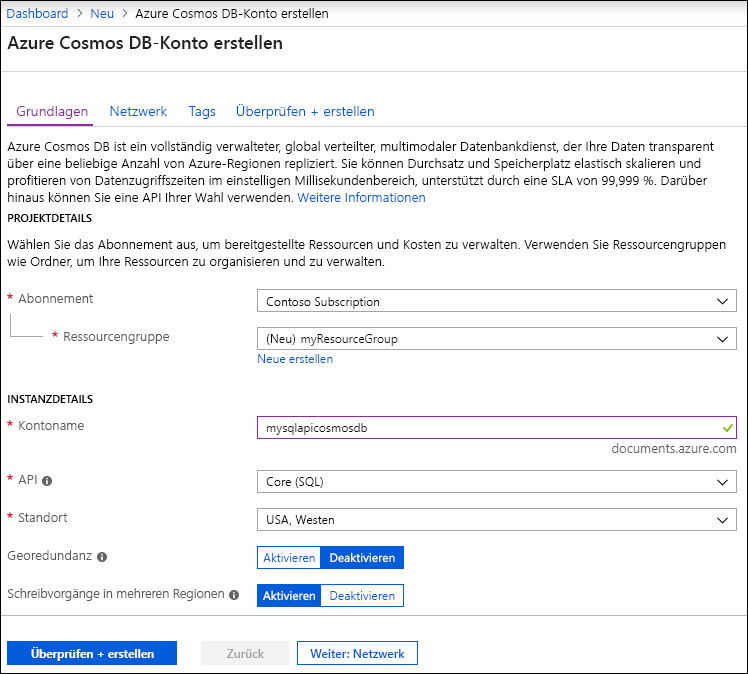 Dashboard > Neu > Azure Cosmos DB-Konto erstellen
Azure Cosmos DB-Konto erstellen
Grundlagen Netzwerk Tags Überprüfen + erstellen
Azure Cosmos DB ist ein vollständig verwalteter, global verteilter, multimodaler Datenbankdienst, der Ihre Daten transparent
über eine beliebige Anzahl von Azure-Regionen repliziert. Sie können Durchsatz und Speicherplatz elastisch skalieren und
profitieren von Datenzugriffszeiten im einstelligen Millisekundenbereich, unterstützt durch eine SLA von 99,999 %. Darüber
hinaus können Sie eine API Ihrer Wahl verwenden. Weitere Informationen
PROJEKTDETAILS
Wählen Sie das Abonnement aus, um bereitgestellte Ressourcen und Kosten zu verwalten. Verwenden Sie Ressourcengruppen
wie Ordner, um Ihre Ressourcen zu organisieren und zu verwalten.
* Abonnement Contoso Subscription
* Ressourcengruppe (Neu) myResourceGroup
Neue erstellen
INSTANZDETAILS
* Kontoname mysqlapicosmosdb
documents.azure.com
* API Core (SQL)
* Standort USA, Westen
Georedundanz Aktivieren Deaktivieren
Schreibvorgänge in mehreren Regionen Aktivieren Deaktivieren
Überprüfen + erstellen Zurück Weiter: Netzwerk